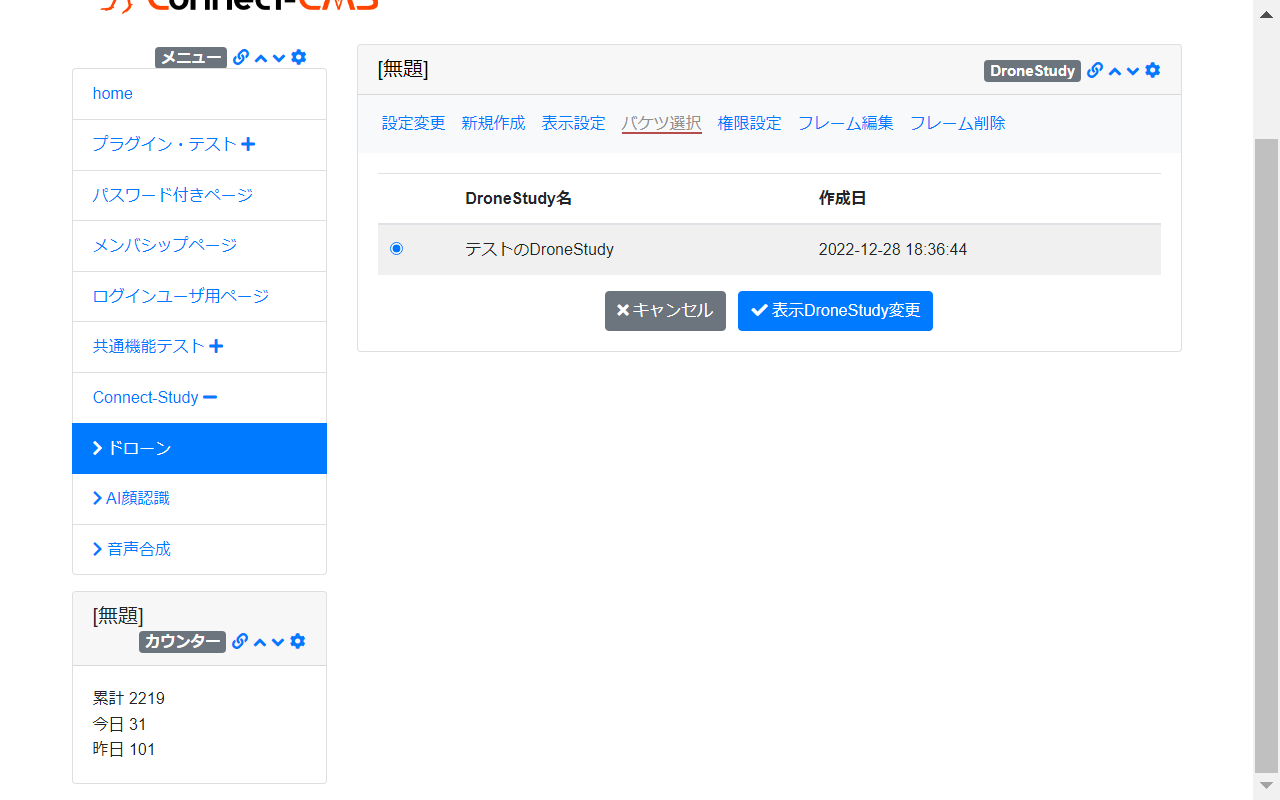 Connect-CMS
メニュー
home
プラグイン・テスト
パスワード付きページ
メンバシップページ
ログインユーザ用ページ
共通機能テスト
Connect-Study
ドローン
AI顔認識
音声合成
[無題]
カウンター
累計 2219
今日 31
昨日 101
[無題]
DroneStudy
設定変更 新規作成 表示設定 バケツ選択 権限設定 フレーム編集 フレーム削除
DroneStudy名 作成日
テストのDroneStudy 2022-12-28 18:36:44
キャンセル 表示DroneStudy変更